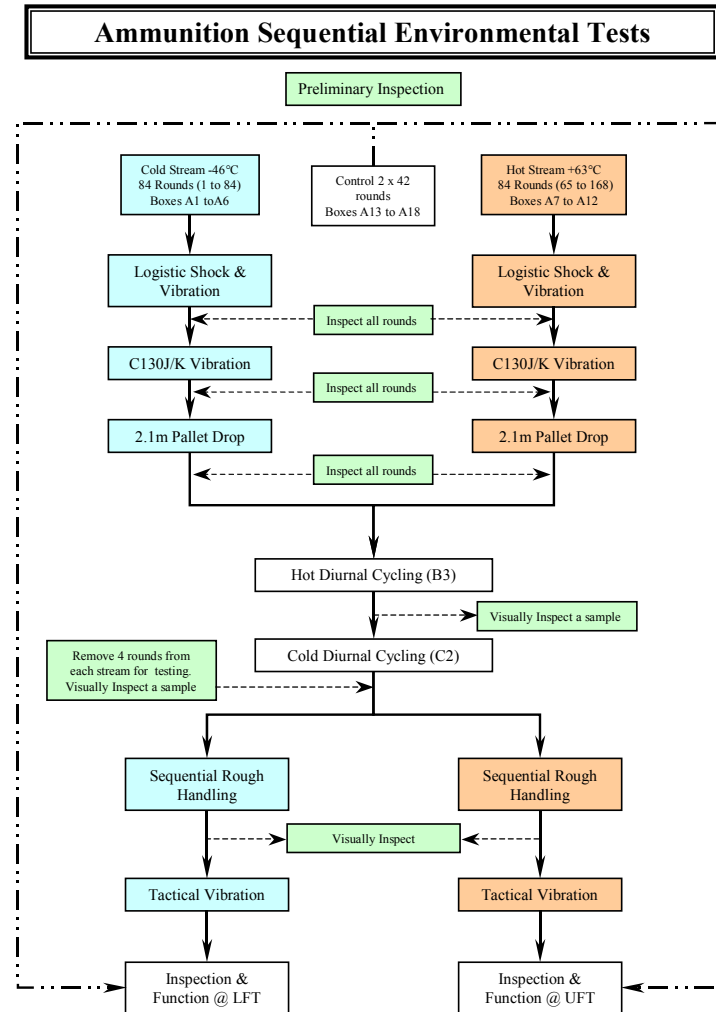 Ammunition Sequential Environmental Tests
Preliminary Inspection
Cold Stream -46°C
84 Rounds (1 to 84)
Boxes A1 toA6
Control 2 x 42
rounds
Boxes A13 to A18
Hot Stream +63°C
84 Rounds (65 to 168)
Boxes A7 to A12
Logistic Shock &
Vibration
Logistic Shock &
Vibration
Inspect all rounds
C130J/K Vibration
C130J/K Vibration
Inspect all rounds
2.1m Pallet Drop
2.1m Pallet Drop
Inspect all rounds
Hot Diurnal Cycling (B3)
Visually Inspect a sample
Cold Diurnal Cycling (C2)
Remove 4 rounds from
each stream for testing.
Visually Inspect a sample
Sequential Rough
Handling
Sequential Rough
Handling
Visually Inspect
Tactical Vibration
Tactical Vibration
Inspection &
Function @ LFT
Inspection &
Function @ UFT